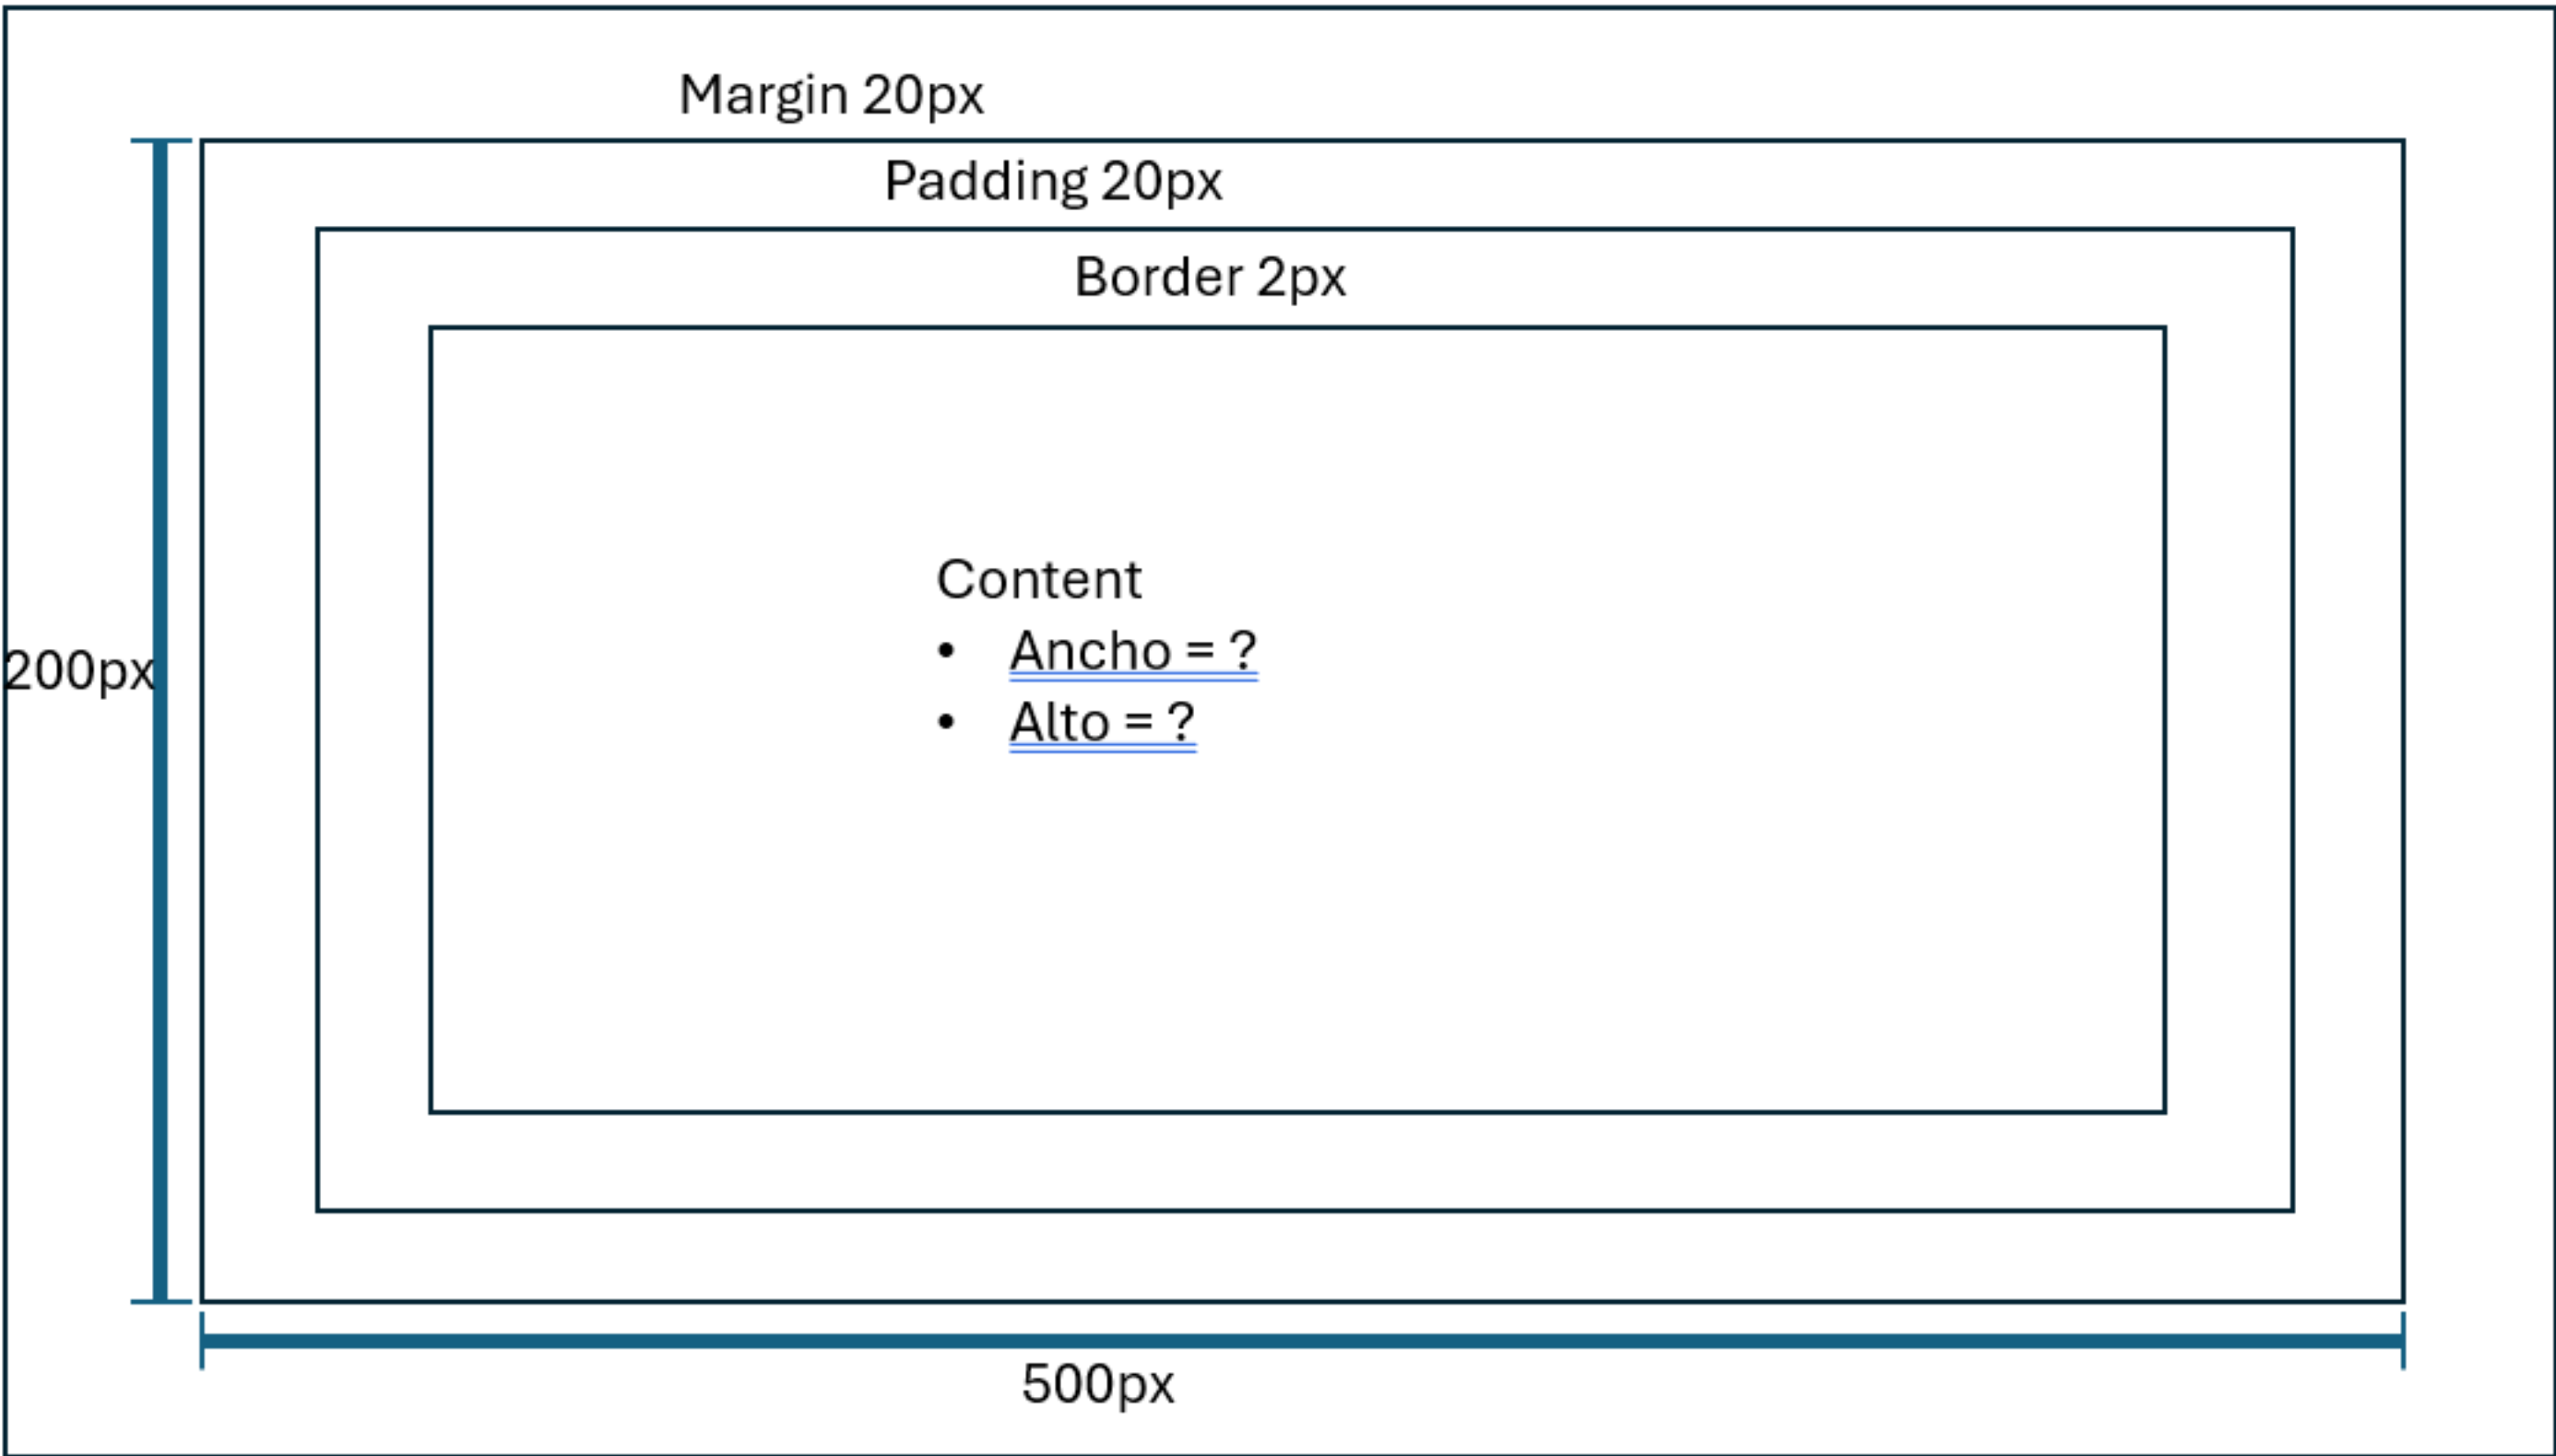 Margin 20px
Padding 20px
Border 2px
Content
• Ancho = ?
• Alto = ?
200px
500px